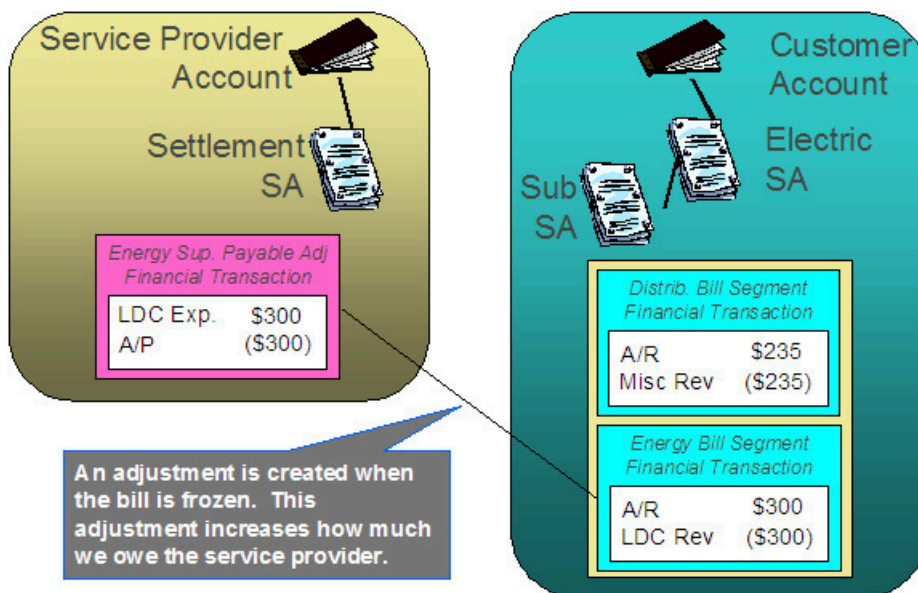 Service Provider
Account
Settlement
SA
Energy Sup. Payable Adj
Financial Transaction
LDC Exp. $300
A/P ($300)
An adjustment is created when
the bill is frozen. This
adjustment increases how much
we owe the service provider.
Customer
Account
Electric
SA
Sub
SA
Distrib. Bill Segment
Financial Transaction
A/R $235
Misc Rev ($235)
Energy Bill Segment
Financial Transaction
A/R $300
LDC Rev ($300)